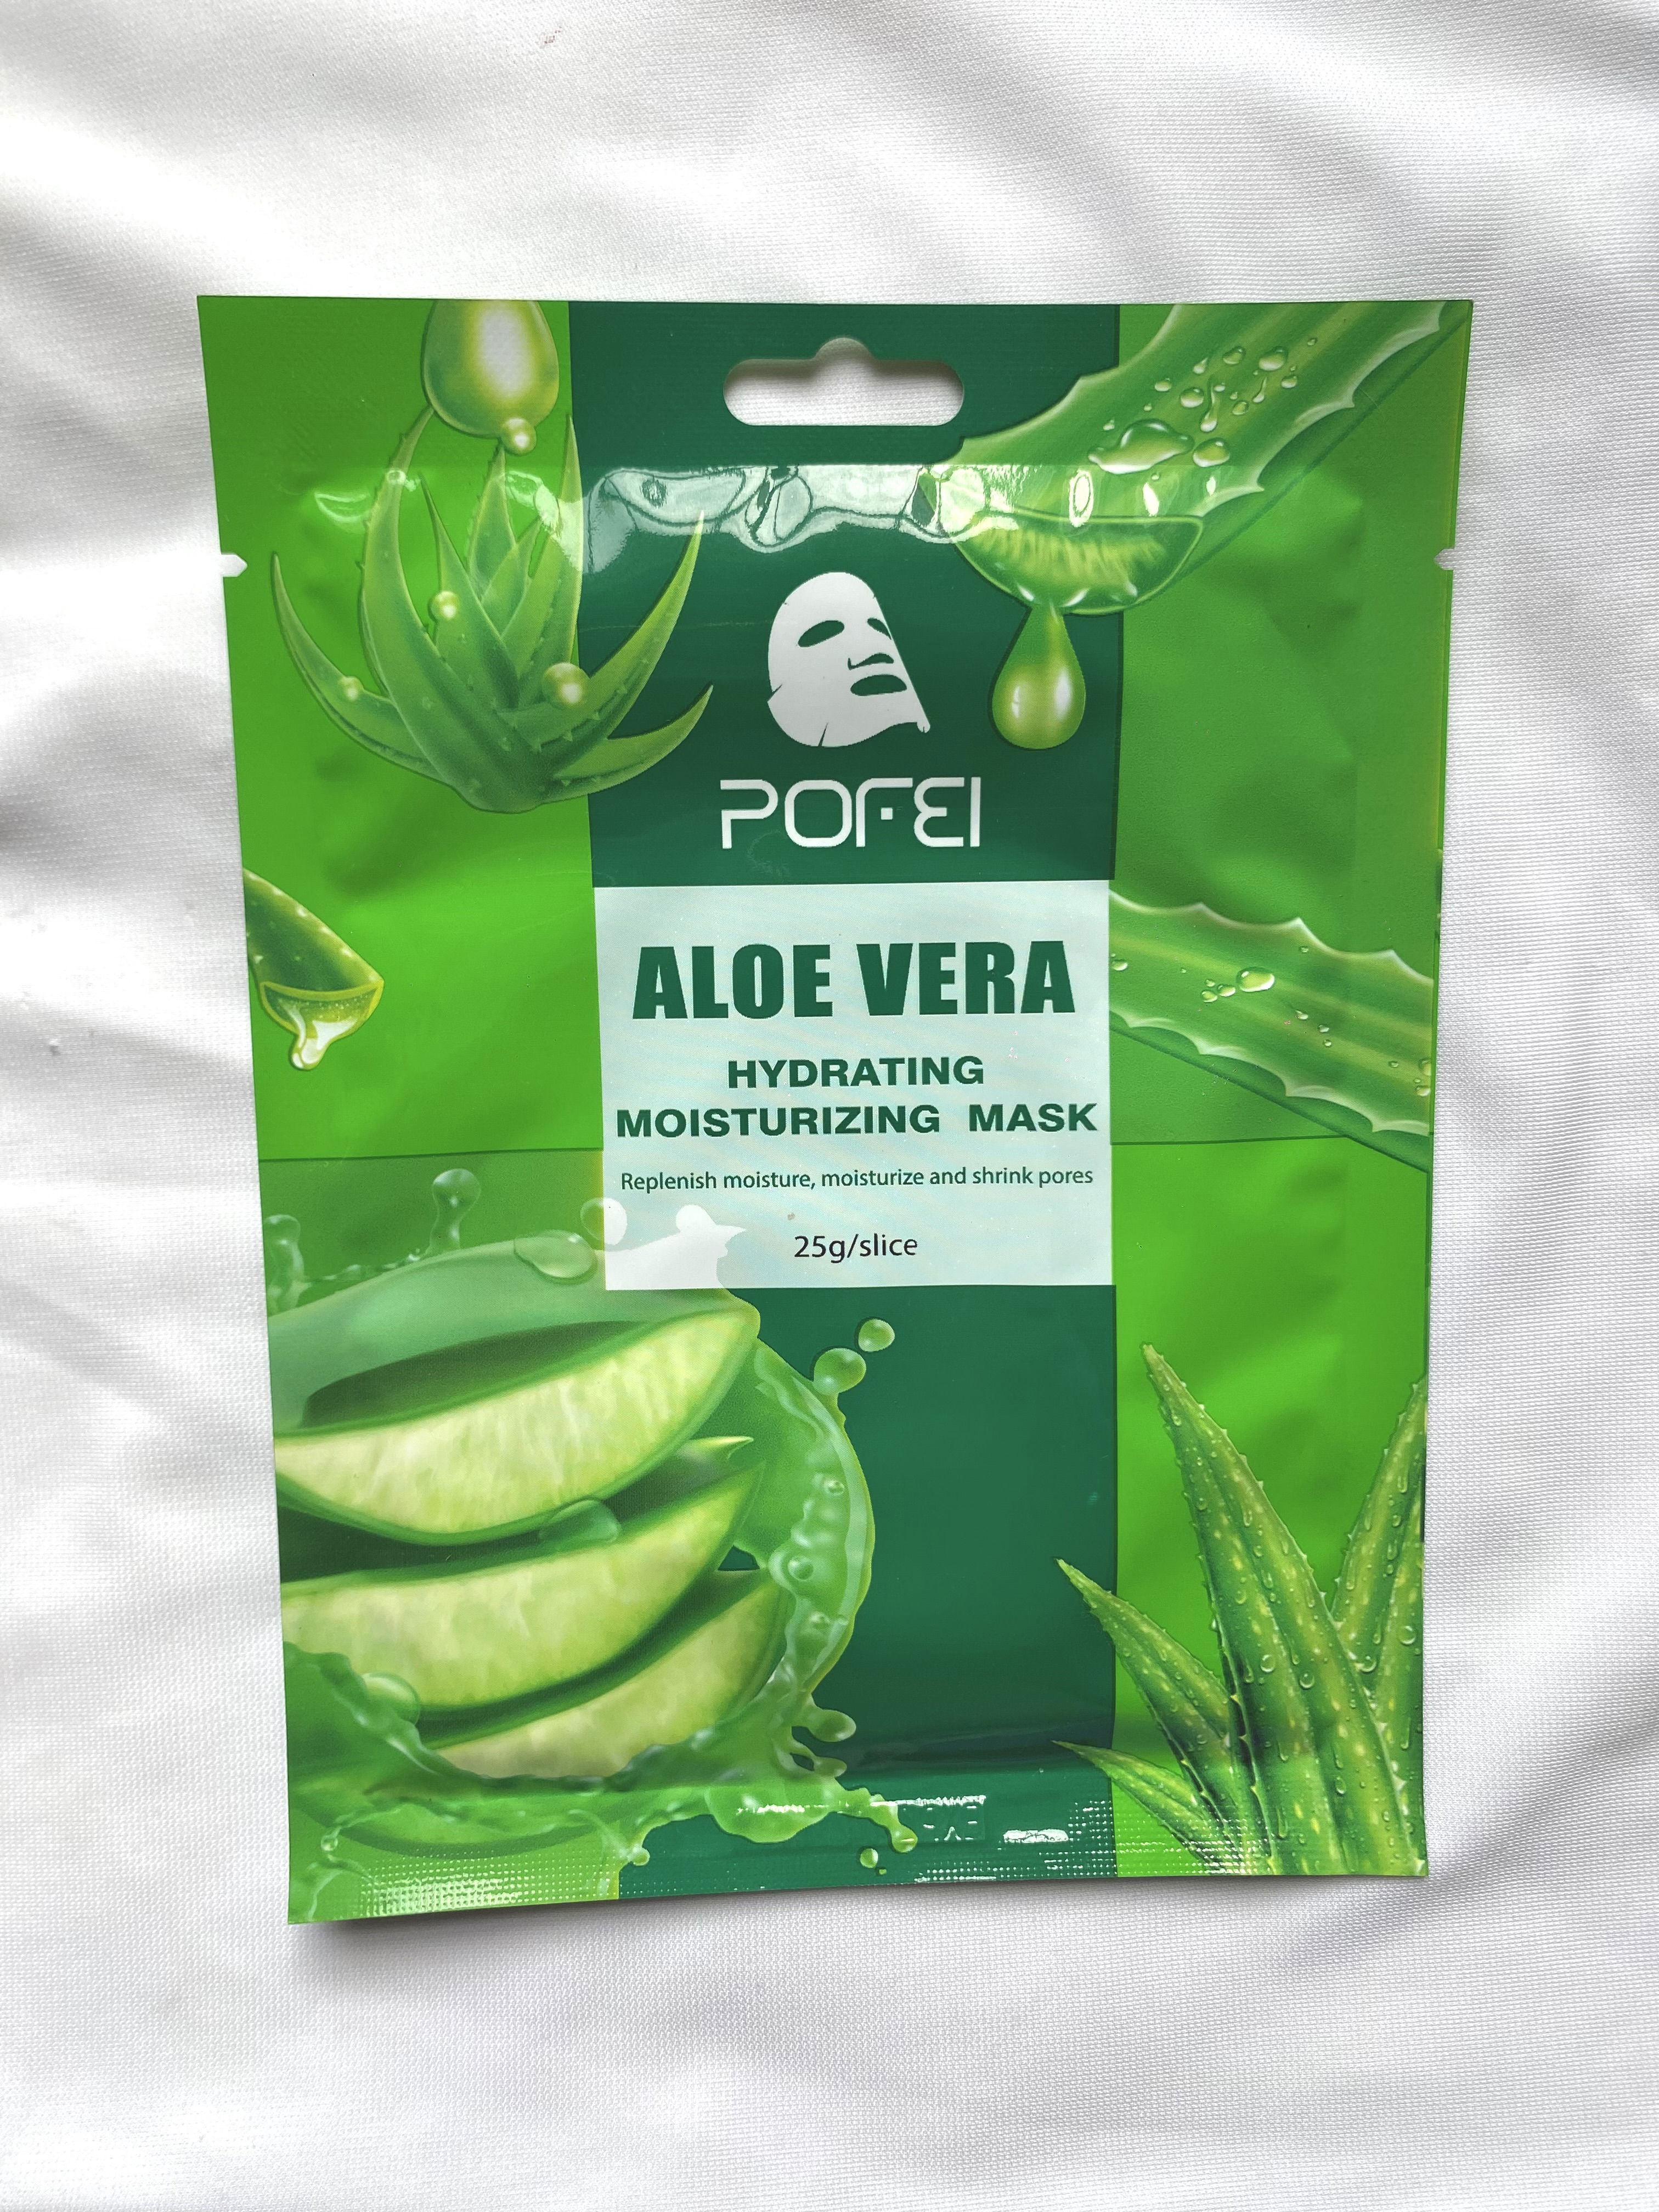 POFEI
ALOE VERA
HYDRATING
MOISTURIZING MASK
Replenish moisture, moisturize and shrink pores
25g/slice